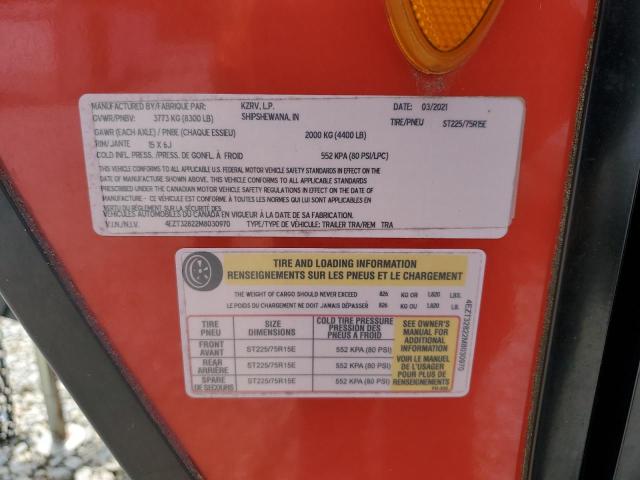 MANUFACTURED BY/FABRIQUE PAR: KZRV, L.P. DATE: 03/2021
GVWR/PNBV: 3773 KG (8300 LB) SHIPSHEWANA, IN TIRE/PNEU ST225/75R15E
GAWR (EACH AXLE) / PNBE (CHAQUE ESSIEU) 2000 KG (4400 LB)
RIM/ JANTE 15 X 6J
COLD INFL. PRESS. /PRESS. DE GONFL. À FROID 552 KPA (80 PSI/LPC)
THIS VEHICLE CONFORMS TO ALL APPLICABLE U.S. FEDERAL MOTOR VEHICLE SAFETY STANDARDS IN EFFECT ON THE
DATE OF MANUFACTURE SHOWN ABOVE. / THIS VEHICLE CONFORMS TO ALL APPLICABLE STANDARDS
PRESCRIBED UNDER THE CANADIAN MOTOR VEHICLE SAFETY REGULATIONS IN EFFECT ON THE DATE OF
MANUFACTURE. / CE VÉHICULE EST CONFORME À TOUTES LES NORMES QUI LUI SONT APPLICABLES EN
VERTU DU RÈGLEMENT SUR LA SÉCURITÉ DES
VÉHICULES AUTOMOBILES DU CANADA EN VIGUEUR À LA DATE DE SA FABRICATION.
V.I.N./N.I.V. 4EZT32822M8030970 TYPE/TYPE DE VÉHICULE: TRAILER TRA/REM TRA
TIRE AND LOADING INFORMATION
RENSEIGNEMENTS SUR LES PNEUS ET LE CHARGEMENT
THE WEIGHT OF CARGO SHOULD NEVER EXCEED 826 KG OR 1,820 LBS.
LE POIDS DU CHARGEMENT NE DOIT JAMAIS DÉPASSER 826 KG OU 1,820 LB.
TIRE
PNEU
SIZE
DIMENSIONS
COLD TIRE PRESSURE
PRESSION DES
PNEUS À FROID
FRONT
AVANT
ST225/75R15E
552 KPA (80 PSI)
REAR
ARRIÈRE
ST225/75R15E
552 KPA (80 PSI)
SPARE
DE SECOURS
ST225/75R15E
552 KPA (80 PSI)
SEE OWNER'S
MANUAL FOR
ADDITIONAL
INFORMATION
VOIR LE MANUEL
DE L'USAGER
POUR PLUS DE
RENSEIGNEMENTS
4EZT32822M8030970